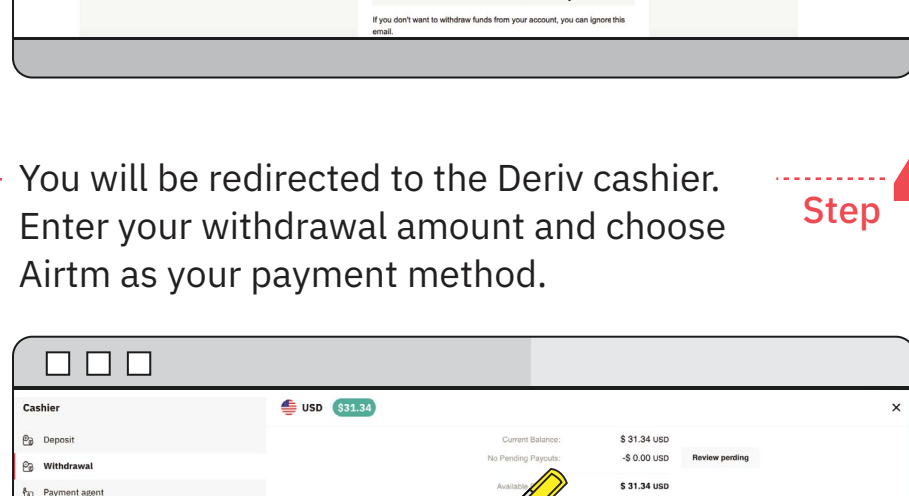 If you don't want to withdraw funds from your account, you can ignore this
email.
You will be redirected to the Deriv cashier.
Enter your withdrawal amount and choose
Airtm as your payment method.
Step
Cashier
USD $31.34
Deposit
Withdrawal
Payment agent
Current Balance: $ 31.34 USD
No Pending Payouts: -$ 0.00 USD Review perding
Available $ 31.34 USD